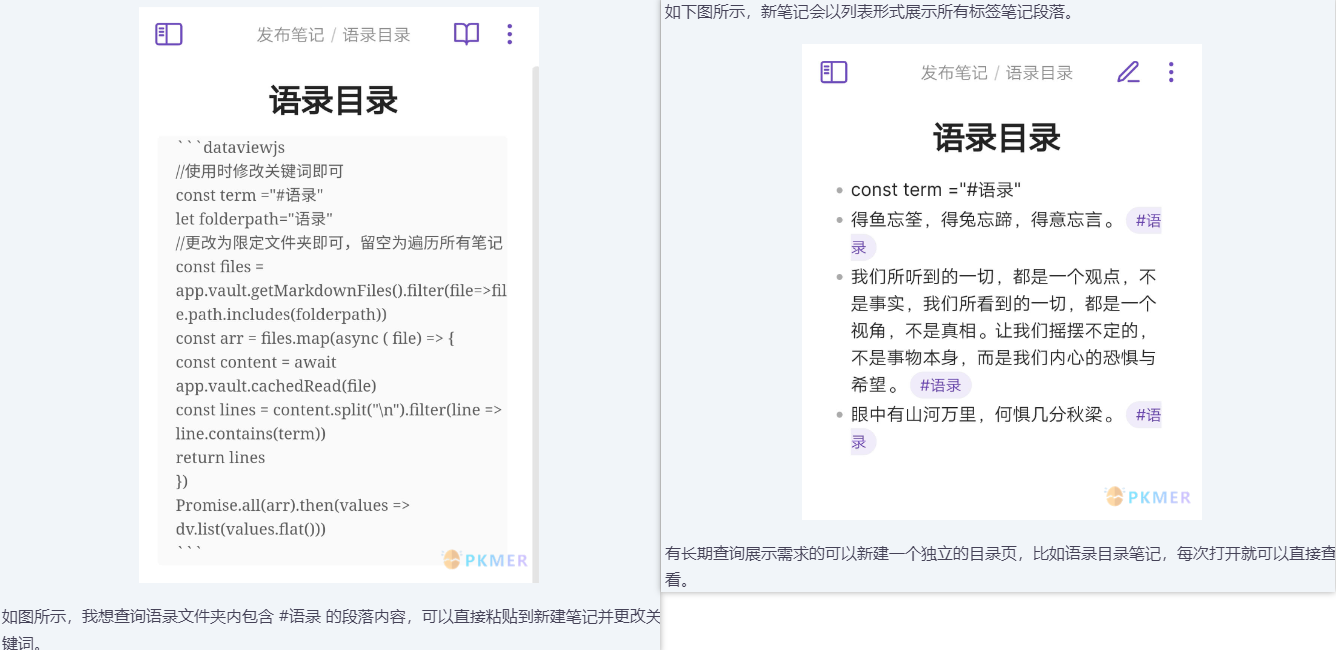 发布笔记 / 语录目录
语录目录
```dataviewjs
//使用时修改关键词即可
const term ="#语录"
let folderpath="语录"
//更改为限定文件夹即可，留空为遍历所有笔记
const files =
app.vault.getMarkdownFiles().filter(file=>fil
e.path.includes(folderpath))
const arr = files.map(async ( file) => {
const content = await
app.vault.cachedRead(file)
const lines = content.split("\n").filter(line =>
line.contains(term))
return lines
})
Promise.all(arr).then(values =>
dv.list(values.flat()))
```
PKMER
如图所示，我想查询语录文件夹内包含 #语录 的段落内容，可以直接粘贴到新建笔记并更改关
键词。
如下图所示，新笔记会以列表形式展示所有标签笔记段落。
发布笔记 / 语录目录
语录目录
const term ="#语录"
得鱼忘筌，得兔忘蹄，得意忘言。 #语
录
我们所听到的一切，都是一个观点，不
是事实，我们所看到的一切，都是一个
视角，不是真相。让我们摇摆不定的，
不是事物本身，而是我们内心的恐惧与
希望。 #语录
眼中有山河万里，何惧几分秋梁。 #语
录
PKMER
有长期查询展示需求的可以新建一个独立的目录页，比如语录目录笔记，每次打开就可以直接查
看。